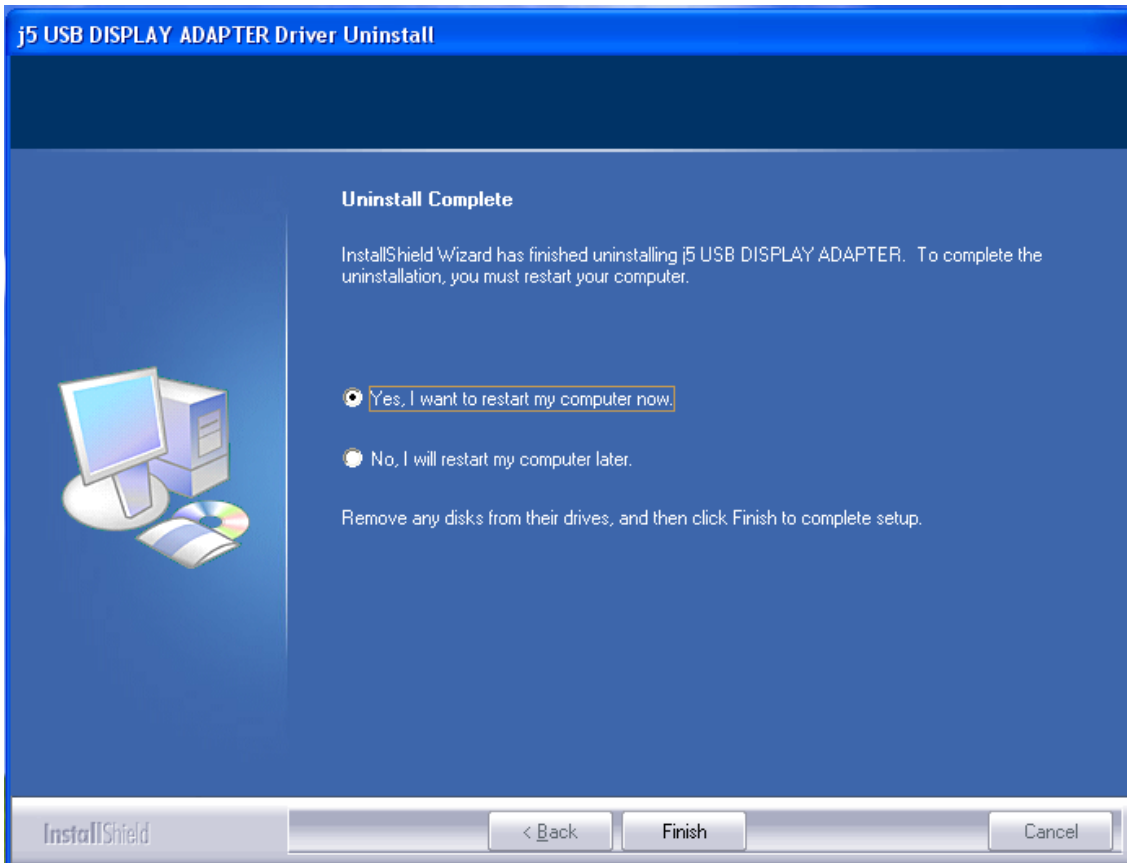 j5 USB DISPLAY ADAPTER Driver Uninstall
Uninstall Complete
InstallShield Wizard has finished uninstalling j5 USB DISPLAY ADAPTER.  To complete the
uninstallation, you must restart your computer.
Yes, I want to restart my computer now.
No, I will restart my computer later.
Remove any disks from their drives, and then click Finish to complete setup.
InstallShield
< Back
Finish
Cancel